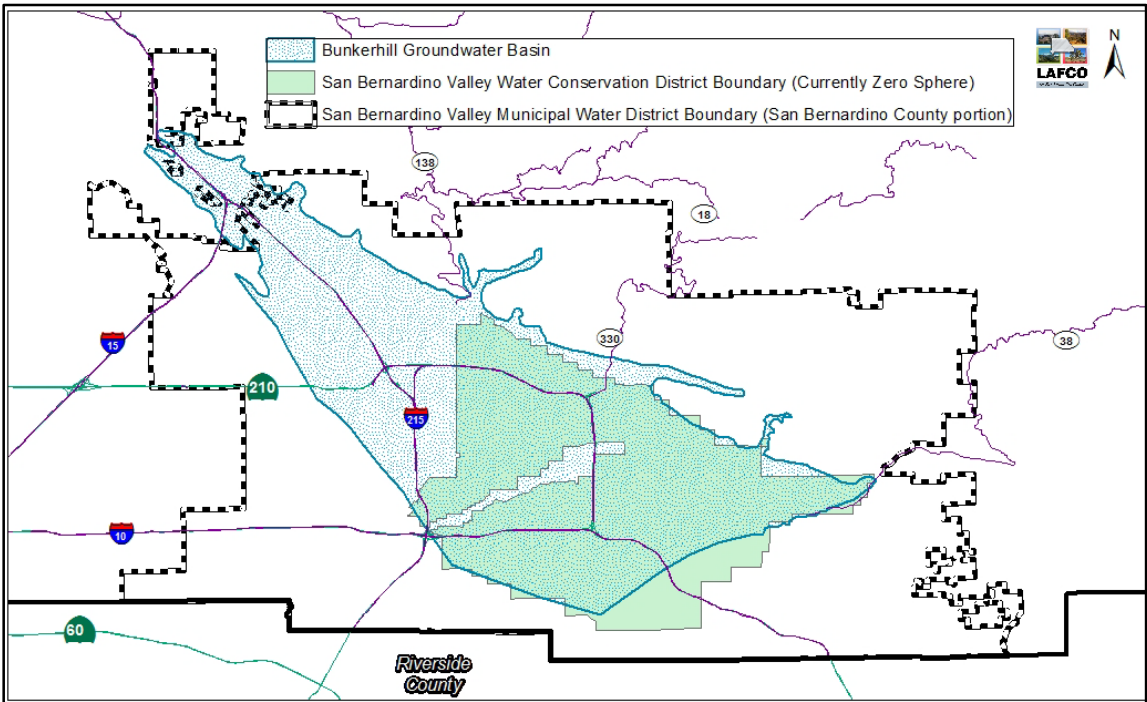 Bunkerhill Groundwater Basin
San Bernardino Valley Water Conservation District Boundary (Currently Zero Sphere)
San Bernardino Valley Municipal Water District Boundary (San Bernardino County portion)
LAFCO
N
138
18
330
38
15
210
215
10
60
Riverside
County